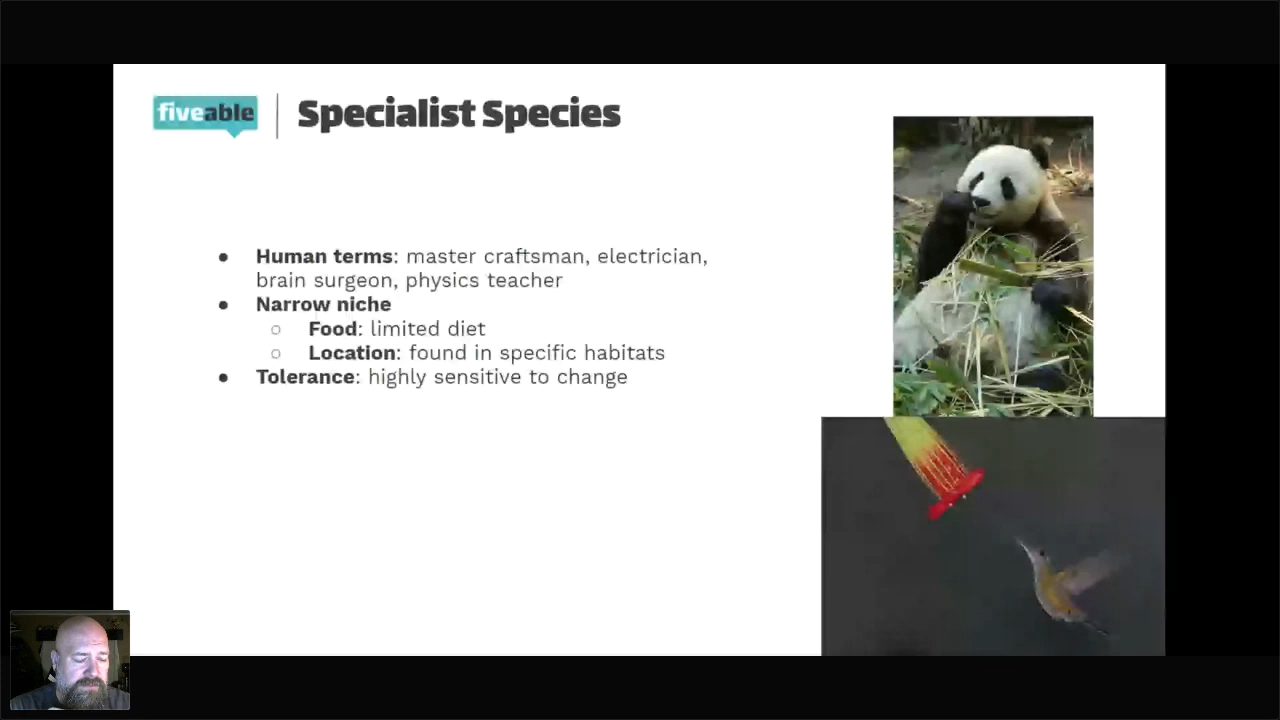 fiveable
Specialist Species
● Human terms: master craftsman, electrician,
brain surgeon, physics teacher
● Narrow niche
○ Food: limited diet
○ Location: found in specific habitats
● Tolerance: highly sensitive to change